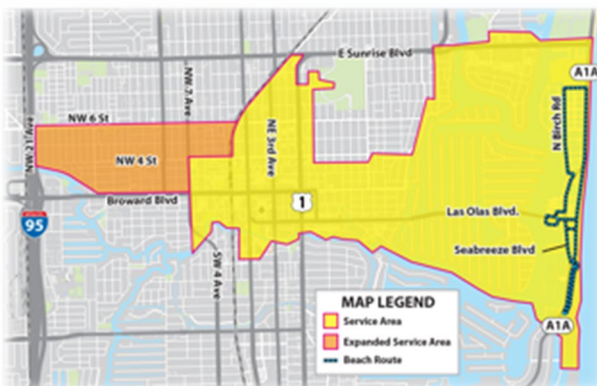 E Sunrise Blvd
A1A
NW 7 Ave
N Birch Rd
NW 6 St
NW 21 Ave
NE 3rd Ave
NW 4 St
Broward Blvd
1
Las Olas Blvd.
95
Seabreeze Blvd
SW 4 Ave
MAP LEGEND
Service Area
Expanded Service Area
Beach Route
A1A